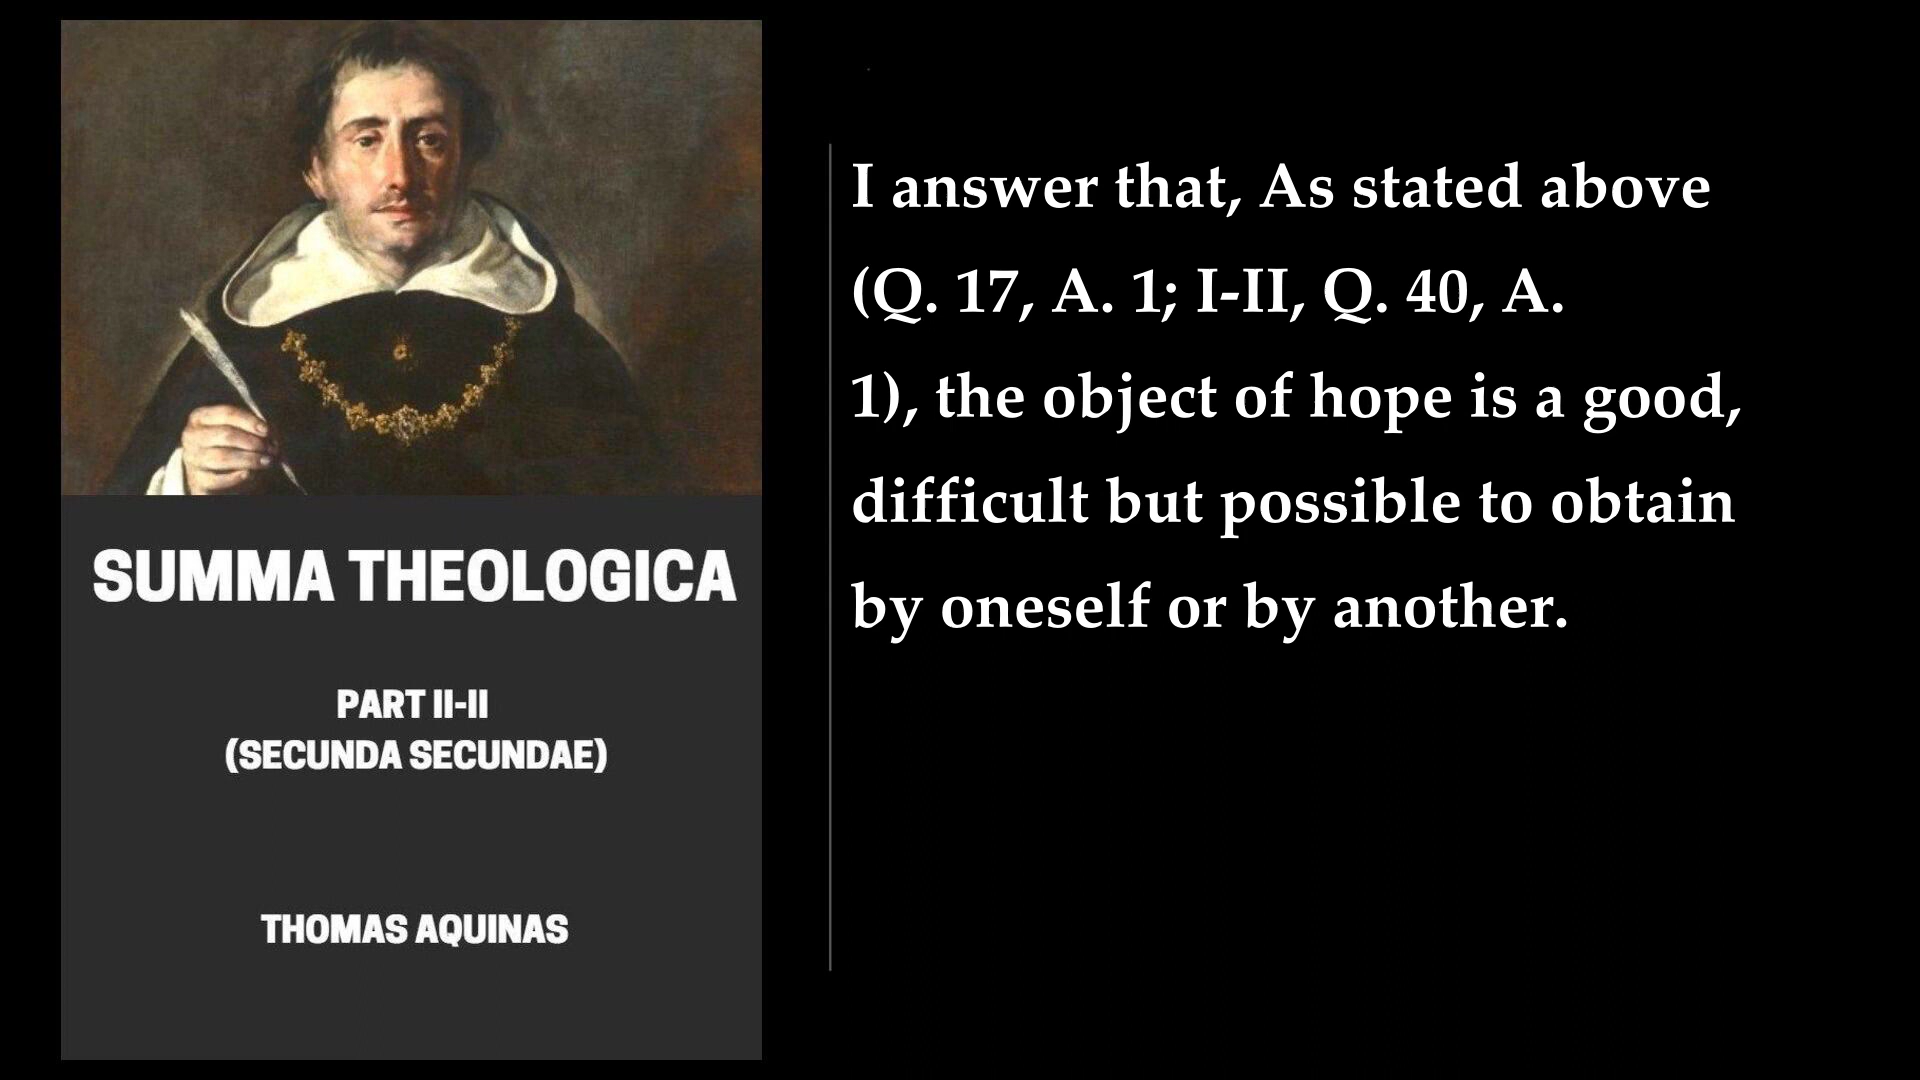 SUMMA THEOLOGICA
PART II-II
(SECUNDA SECUNDAE)
THOMAS AQUINAS
I answer that, As stated above
(Q. 17, A. 1; I-II, Q. 40, A.
1), the object of hope is a good,
difficult but possible to obtain
by oneself or by another.